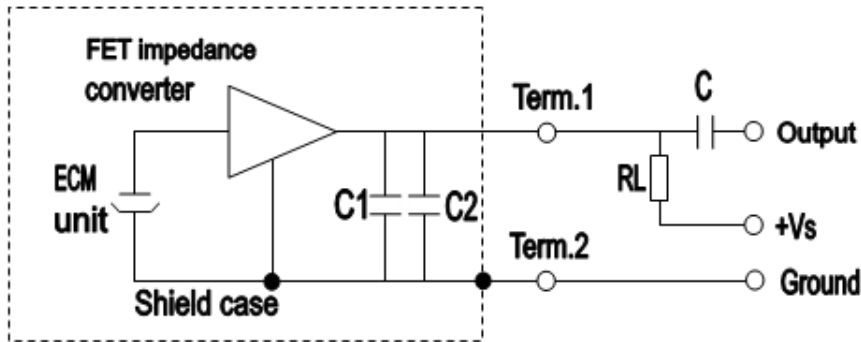 FET impedance
converter
ECM
unit
C1
C2
Shield case
Term.1
Term.2
C
RL
Output
+Vs
Ground